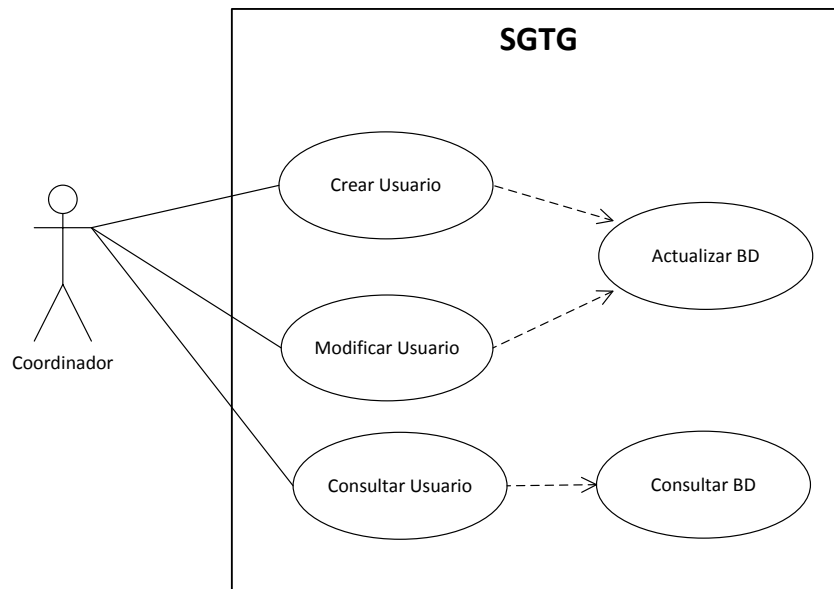 SGTG
Crear Usuario
Actualizar BD
Modificar Usuario
Coordinador
Consultar Usuario
Consultar BD